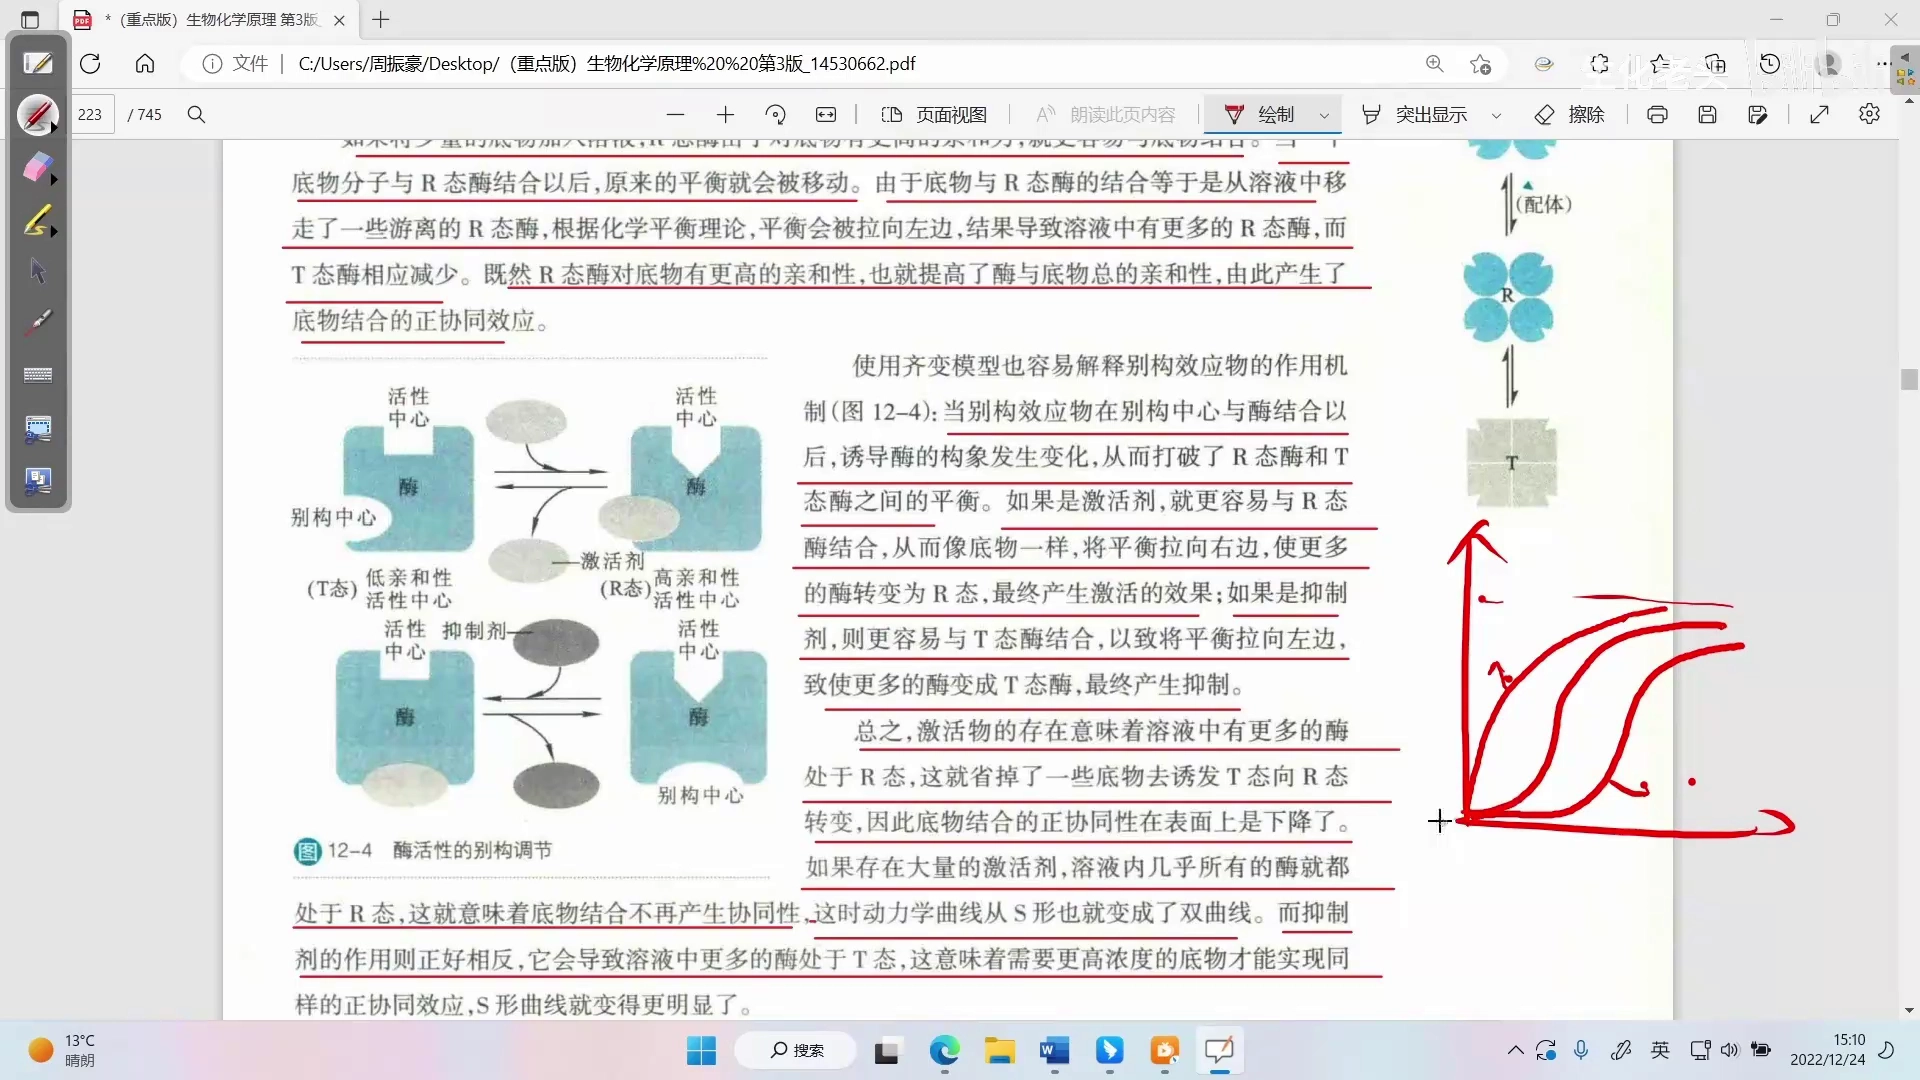 *（重点版）生物化学原理 第3版_
文件
C:/Users/周振豪/Desktop/（重点版）生物化学原理%20%20第3版_14530662.pdf
223 / 745
页面视图
朗读此页内容
绘制
突出显示
擦除
底物分子与 R 态酶结合以后,原来的平衡就会被移动。由于底物与 R 态酶的结合等于是从溶液中移
走了一些游离的 R 态酶,根据化学平衡理论,平衡会被拉向左边,结果导致溶液中有更多的 R 态酶,而
T 态酶相应减少。既然 R 态酶对底物有更高的亲和性,也就提高了酶与底物总的亲和性,由此产生了
底物结合的正协同效应。
使用齐变模型也容易解释别构效应物的作用机
制(图 12-4):当别构效应物在别构中心与酶结合以
后,诱导酶的构象发生变化,从而打破了 R 态酶和 T
态酶之间的平衡。如果是激活剂,就更容易与 R 态
酶结合,从而像底物一样,将平衡拉向右边,使更多
的酶转变为 R 态,最终产生激活的效果;如果是抑制
剂,则更容易与 T 态酶结合,以致将平衡拉向左边,
致使更多的酶变成 T 态酶,最终产生抑制。
总之,激活物的存在意味着溶液中有更多的酶
处于 R 态,这就省掉了一些底物去诱发 T 态向 R 态
转变,因此底物结合的正协同性在表面上是下降了。
如果存在大量的激活剂,溶液内几乎所有的酶就都
处于 R 态,这就意味着底物结合不再产生协同性,这时动力学曲线从 S 形也就变成了双曲线。而抑制
剂的作用则正好相反,它会导致溶液中更多的酶处于 T 态,这意味着需要更高浓度的底物才能实现同
样的正协同效应,S 形曲线就变得更明显了。
活性
中心
活性
中心
酶
酶
别构中心
激活剂
(T态)
低亲和性
活性中心
(R态)
高亲和性
活性中心
活性
中心
抑制剂
活性
中心
酶
酶
别构中心
图 12-4 酶活性的别构调节
(配体)
R
T
13°C
晴朗
搜索
英
15:10
2022/12/24